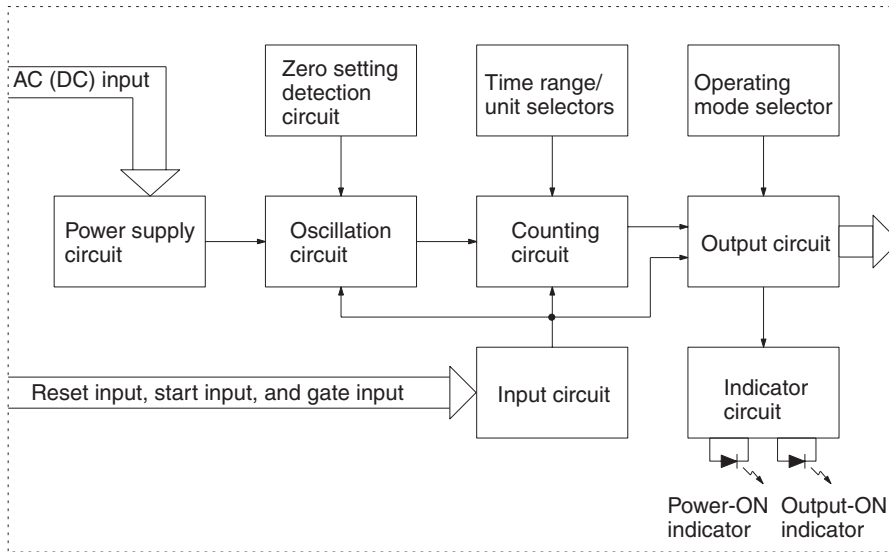 AC (DC) input
Zero setting
detection
circuit
Time range/
unit selectors
Operating
mode selector
Power supply
circuit
Oscillation
circuit
Counting
circuit
Output circuit
Reset input, start input, and gate input
Input circuit
Indicator
circuit
Power-ON
indicator
Output-ON
indicator